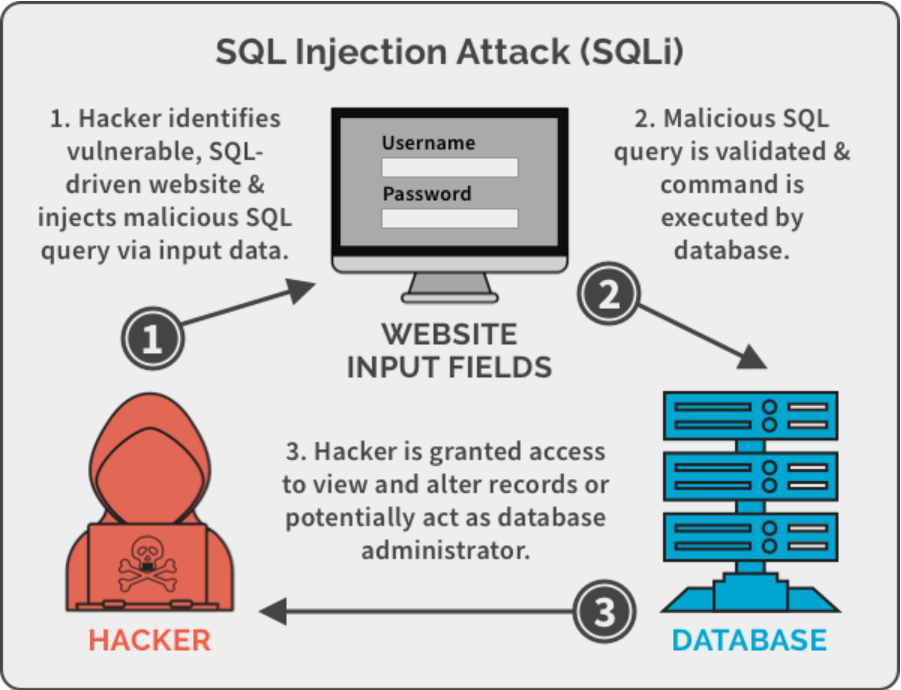 SQL Injection Attack (SQLi)
1. Hacker identifies
vulnerable, SQL-
driven website &
injects malicious SQL
query via input data.
Username
Password
2. Malicious SQL
query is validated &
command is
executed by
database.
1
2
WEBSITE
INPUT FIELDS
3. Hacker is granted access
to view and alter records or
potentially act as database
administrator.
3
HACKER
DATABASE